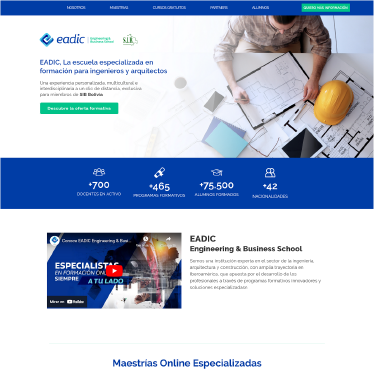 NOSOTROS MAESTRÍAS CURSOS GRATUITOS PARTNERS ALUMNOS QUIERO MÁS INFORMACIÓN
eadic Engineering & Business School SIB
EADIC. La escuela especializada en
formación para ingenieros y arquitectos
Una experiencia personalizada, multicultural e
interdisciplinaria a un clic de distancia, exclusiva
para miembros de SIB Bolivia
Descubre la oferta formativa
+700
DOCENTES EN ACTIVO
+465
PROGRAMAS FORMATIVOS
+75.500
ALUMNOS FORMADOS
+42
NACIONALIDADES
Conoce EADIC Engineering & Busi...
ESPECIALISTAS
EN FORMACIÓN ONLINE
SIEMPRE
A TU LADO
Mirar en YouTube
EADIC
Engineering & Business School
Somos una institución experta en el sector de la ingeniería,
arquitectura y construcción, con amplia trayectoria en
Iberoamérica, que apuesta por el desarrollo de los
profesionales a través de programas formativos innovadores y
soluciones especializadas
Maestrías Online Especializadas